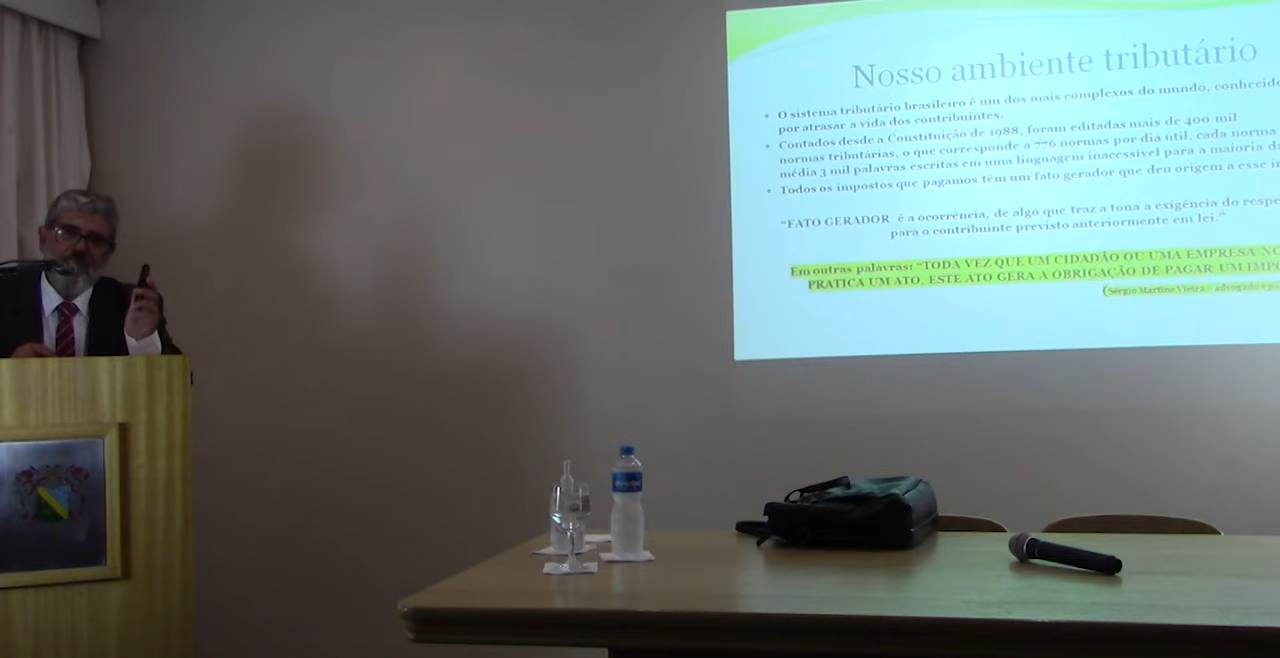 Nosso ambiente tributário
• O sistema tributário brasileiro é um dos mais complexos do mundo, conhecido
por atrasar a vida dos contribuintes.
• Contados desde a Constituição de 1988, foram editadas mais de 400 mil
normas tributárias, o que corresponde a 776 normas por dia útil, cada norma
média 3 mil palavras escritas em uma linguagem inacessível para a maioria da
• Todos os impostos que pagamos têm um fato gerador que deu origem a esse
“FATO GERADOR é a ocorrência, de algo que traz a tona a exigência do
para o contribuinte previsto anteriormente em lei.”
Em outras palavras: “TODA VEZ QUE UM CIDADÃO OU UMA EMPRESA
PRATICA UM ATO, ESTE ATO GERA A OBRIGAÇÃO DE PAGAR UM
(Sergio Martins Vieira – advogado e